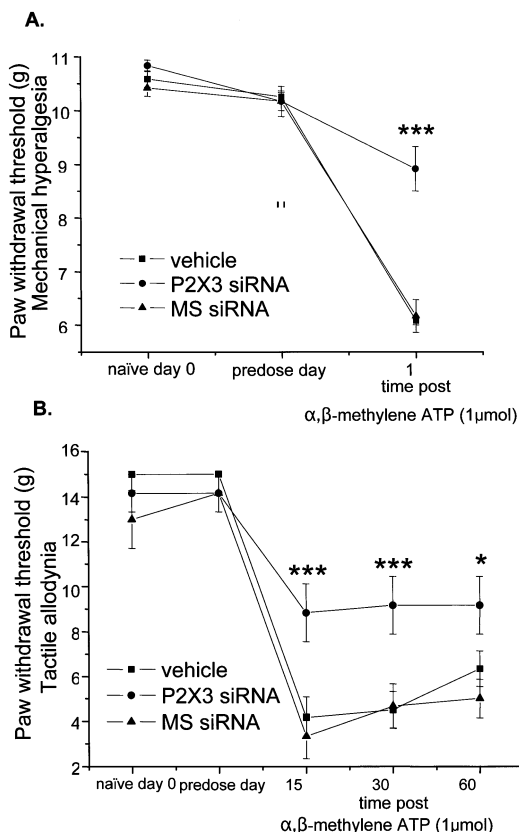 A.
Paw withdrawal threshold (g)
Mechanical hyperalgesia
11
10
9
8
7
6
***
"
vehicle
P2X3 siRNA
MS siRNA
naïve day 0 predose day 1
time post
α,β-methylene ATP (1μmol)
B.
Paw withdrawal threshold (g)
Tactile allodynia
16
14
12
10
8
6
4
2
*** *** *
vehicle
P2X3 siRNA
MS siRNA
naïve day 0 predose day 15 30 60
time post
α,β-methylene ATP (1μmol)